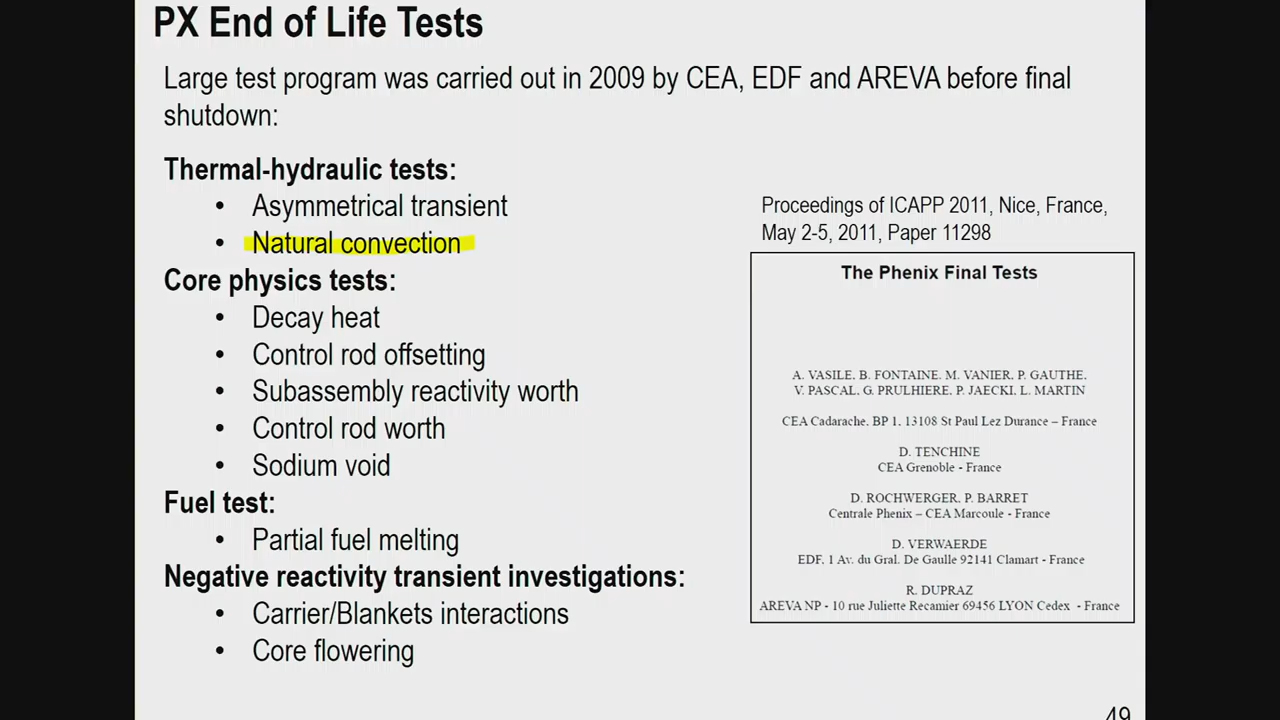 PX End of Life Tests
Large test program was carried out in 2009 by CEA, EDF and AREVA before final
shutdown:
Thermal-hydraulic tests:
• Asymmetrical transient
• Natural convection
Core physics tests:
• Decay heat
• Control rod offsetting
• Subassembly reactivity worth
• Control rod worth
• Sodium void
Fuel test:
• Partial fuel melting
Negative reactivity transient investigations:
• Carrier/Blankets interactions
• Core flowering
Proceedings of ICAPP 2011, Nice, France,
May 2-5, 2011, Paper 11298
The Phenix Final Tests
A. VASILE, B. FONTAINE, M. VANIER, P. GAUTHE,
V. PASCAL, G. PRULHIERE, P. JAECKI, L. MARTIN
CEA Cadarache, BP 1, 13108 St Paul Lez Durance – France
D. TENCHINE
CEA Grenoble - France
D. ROCHWERGER, P. BARRET
Centrale Phenix – CEA Marcoule - France
D. VERWAERDE
EDF, 1 Av. du Gral. De Gaulle 92141 Clamart - France
R. DUPRAZ
AREVA NP - 10 rue Juliette Recamier 69456 LYON Cedex - France
49